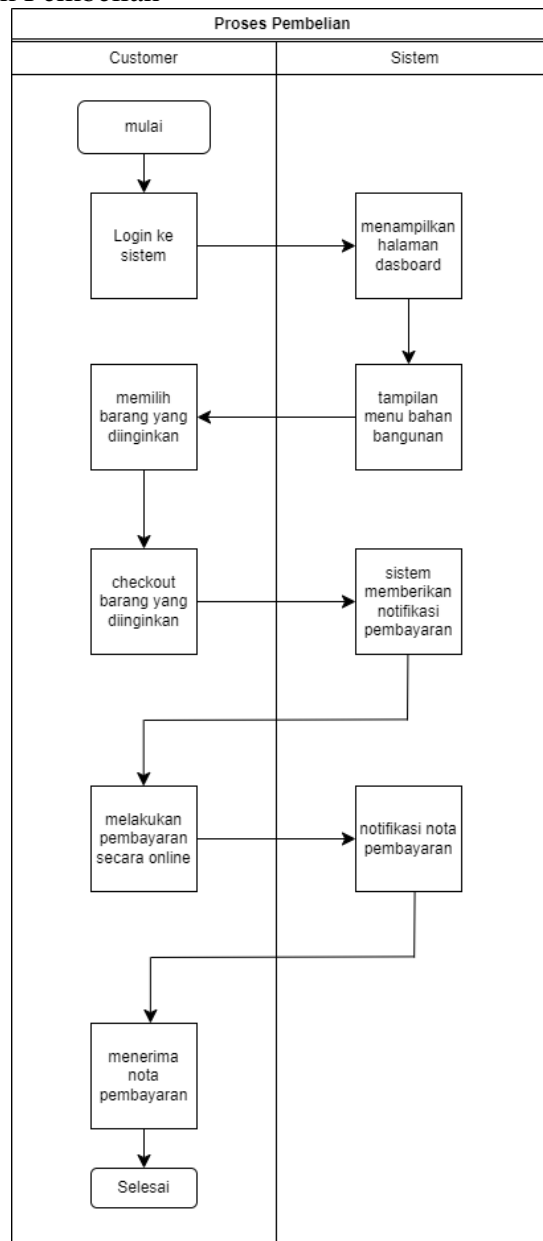 n Pembelian
Proses Pembelian
Customer
Sistem
mulai
Login ke
sistem
menampilkan
halaman
dasboard
memilih
barang yang
diinginkan
tampilan
menu bahan
bangunan
checkout
barang yang
diinginkan
sistem
memberikan
notifikasi
pembayaran
melakukan
pembayaran
secara online
notifikasi nota
pembayaran
menerima
nota
pembayaran
Selesai